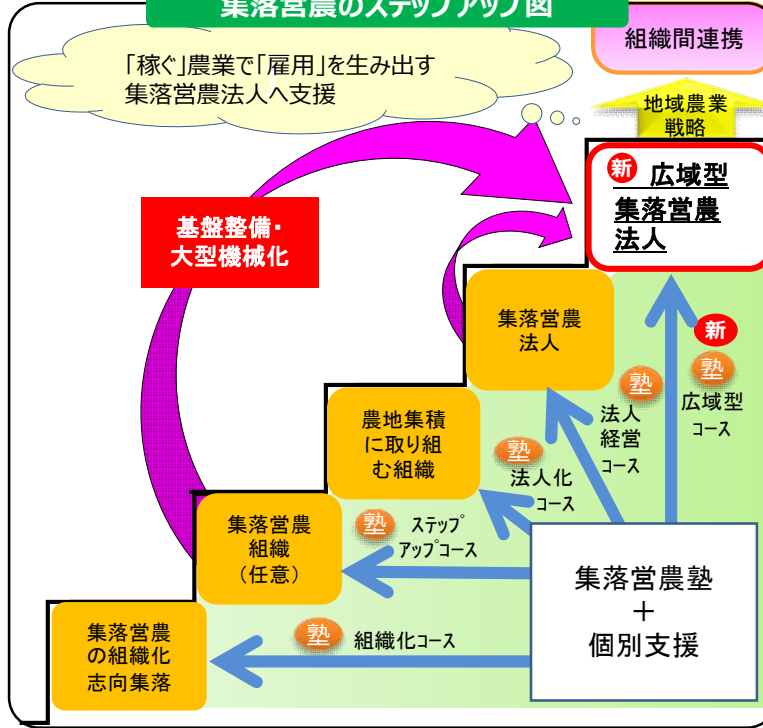 集落営農のステップアップ図
組織間連携
「稼ぐ」農業で「雇用」を生み出す
集落営農法人へ支援
地域農業
戦略
新 広域型
集落営農
法人
基盤整備・
大型機械化
集落営農
法人
新
塾
広域型
コース
塾
法人
経営
コース
農地集積
に取り組
む組織
塾
法人化
コース
集落営農
組織
（任意）
塾 ステップ
アップコース
集落営農塾
＋
個別支援
集落営農
の組織化
志向集落
塾 組織化コース